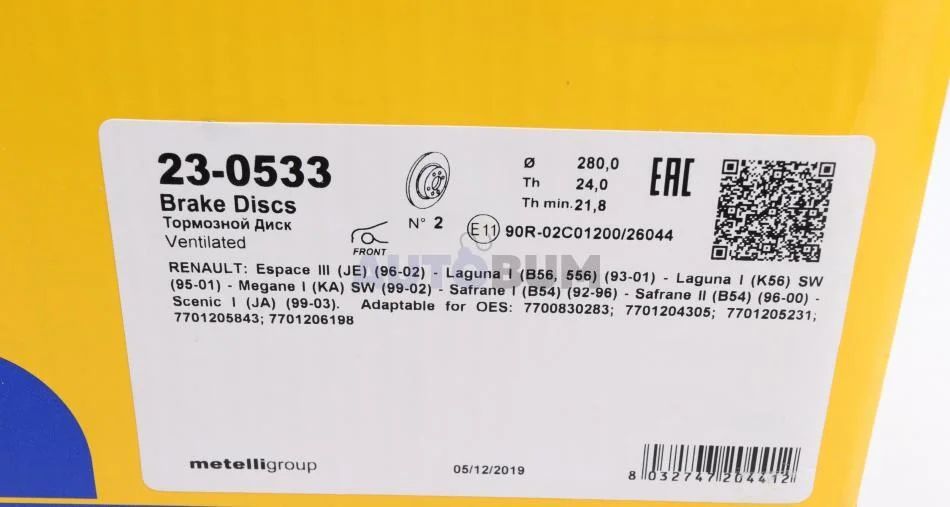 23-0533
Brake Discs
Тормозной Диск
Ventilated
FRONT
N° 2
Ø 280,0
Th 24,0
Th min. 21,8
EAC
E11 90R-02C01200/26044
RENAULT: Espace III (JE) (96-02) - Laguna I (B56, 556) (93-01) - Laguna I (K56) SW
(95-01) - Megane I (KA) SW (99-02) - Safrane I (B54) (92-96) - Safrane II (B54) (96-00) -
Scenic I (JA) (99-03). Adaptable for OES: 7700830283; 7701204305; 7701205231;
7701205843; 7701206198
AUTOBUM
metelligroup
05/12/2019
8 032747 204412